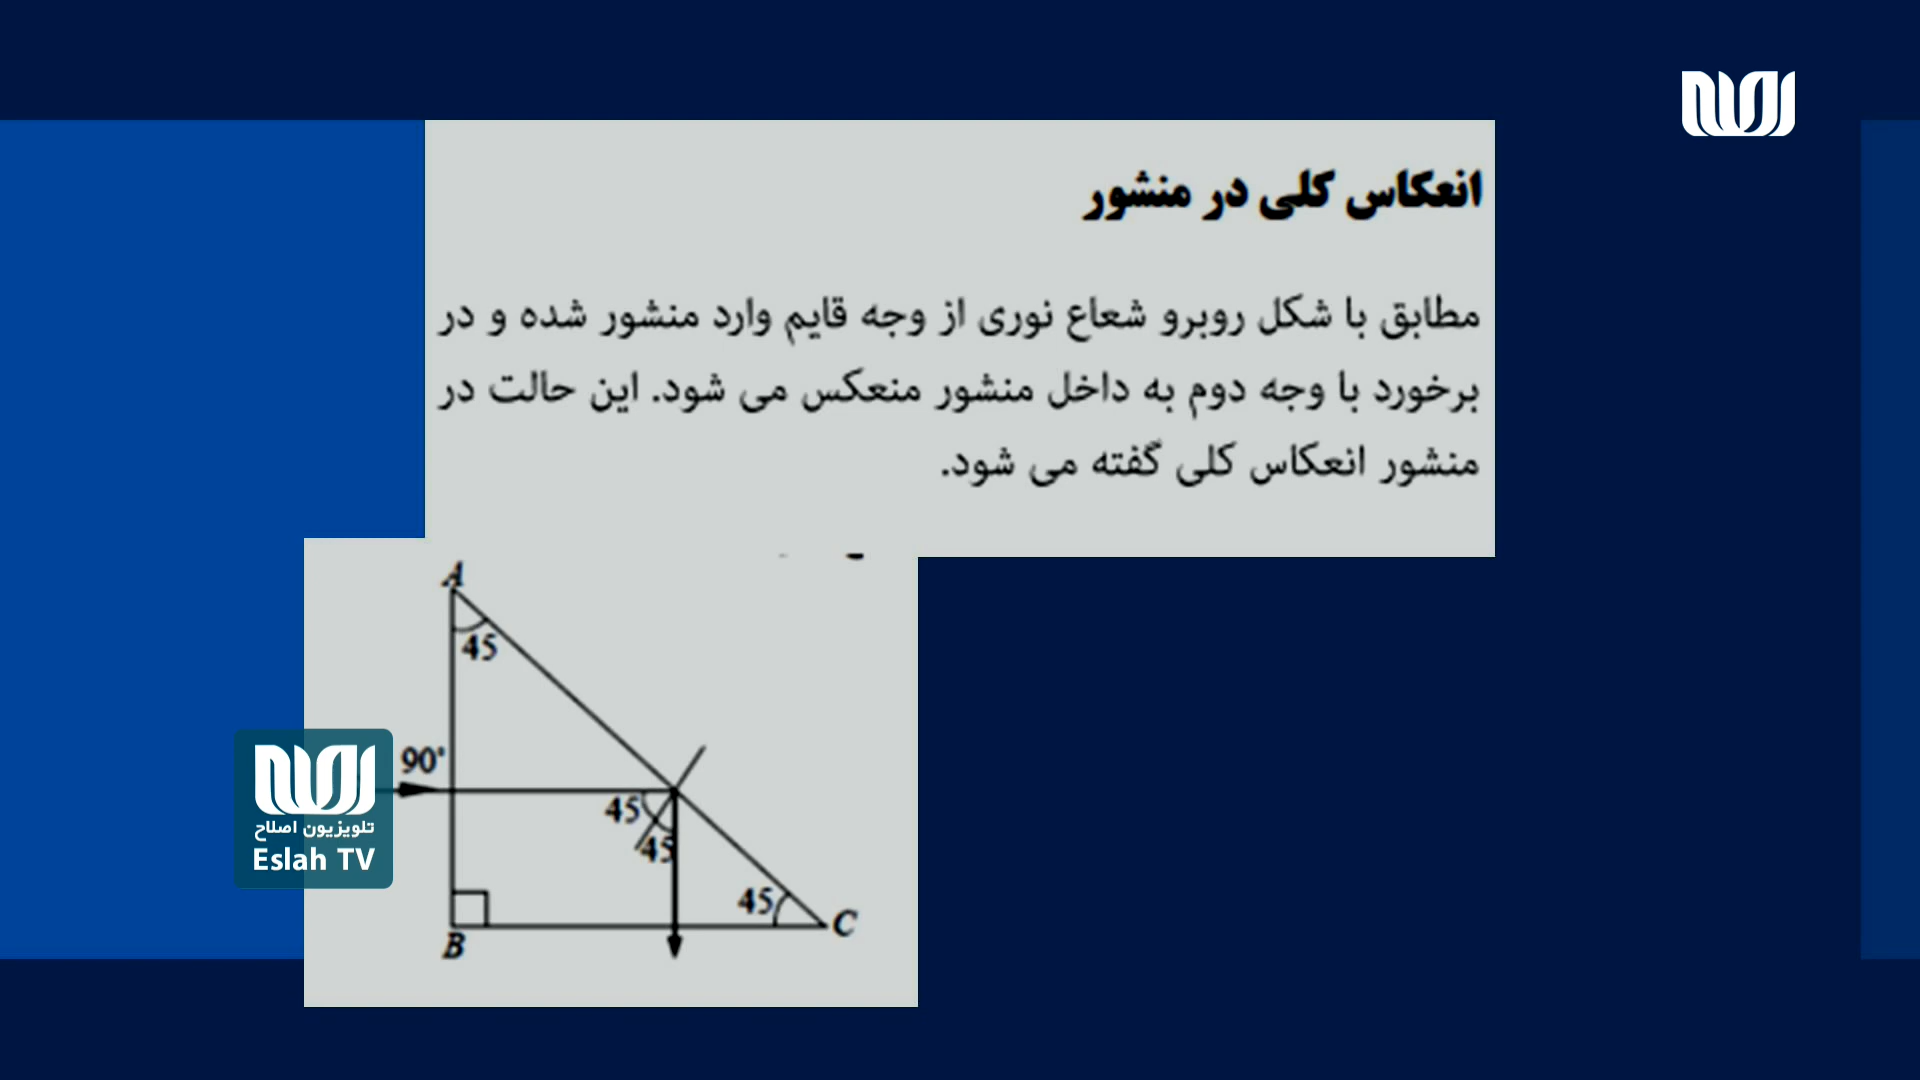 انعکاس کلی در منشور
مطابق با شکل روبرو شعاع نوری از وجه قایم وارد منشور شده و در
برخورد با وجه دوم به داخل منشور منعکس می شود. این حالت در
منشور انعکاس کلی گفته می شود.
A
45
90°
45
45
45
B
C
تلویزیون اصلاح
Eslah TV